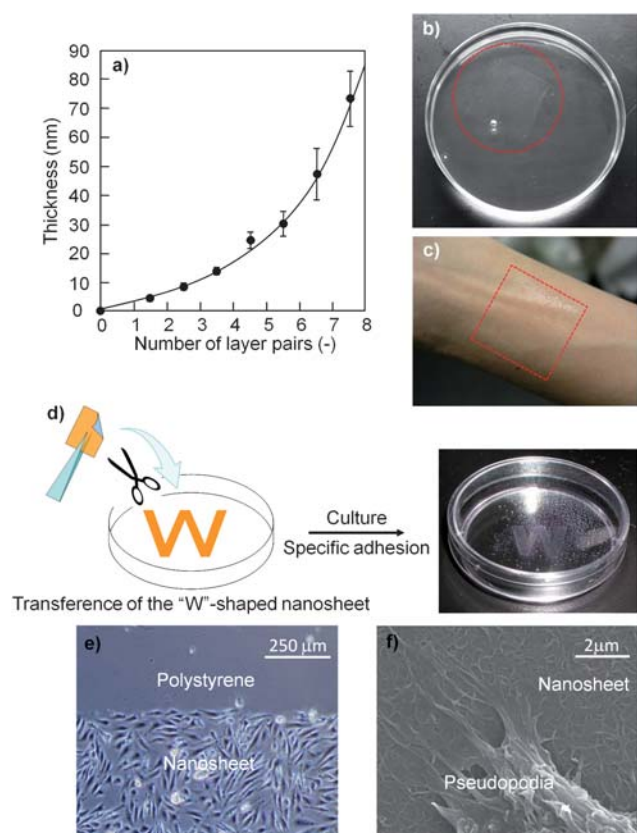 a)
Thickness (nm)
90
80
70
60
50
40
30
20
10
0
0 1 2 3 4 5 6 7 8
Number of layer pairs (-)
b)
c)
d)
W
Culture
Specific adhesion
Transference of the "W"-shaped nanosheet
W
e)
250 μm
Polystyrene
Nanosheet
f)
2μm
Nanosheet
Pseudopodia